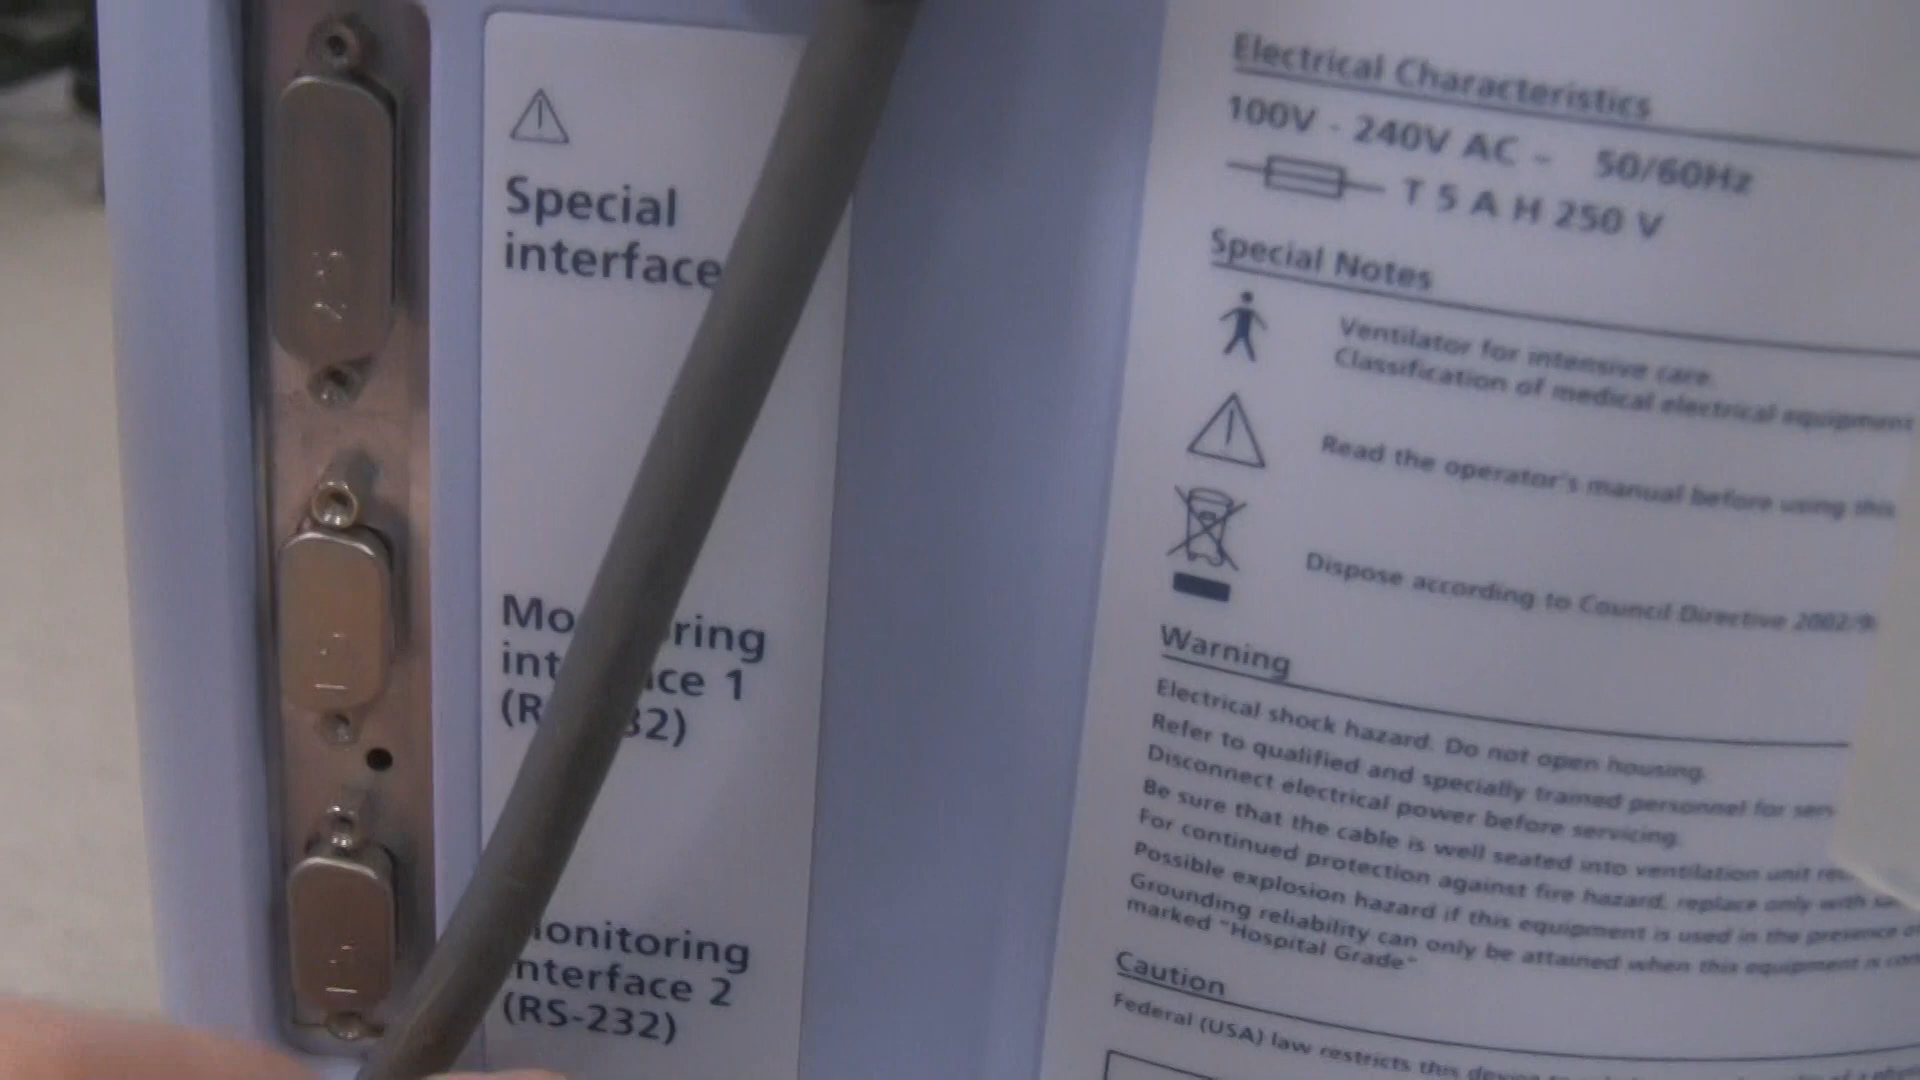 Special
interface
Mo ring
int ice 1
(R 32)
onitoring
nterface 2
(RS-232)
Electrical Characteristics
100V - 240V AC ~ 50/60Hz
T 5 A H 250 V
Special Notes
Ventilator for intensive care.
Classification of medical electrical equipment
Read the operator's manual before using this
Dispose according to Council Directive 2002/9
Warning
Electrical shock hazard. Do not open housing.
Refer to qualified and specially trained personnel for ser
Disconnect electrical power before servicing.
Be sure that the cable is well seated into ventilation unit re
For continued protection against fire hazard, replace only with
Possible explosion hazard if this equipment is used in the presence
Grounding reliability can only be attained when this equipment is
marked "Hospital Grade"
Caution
Federal (USA) law restricts this